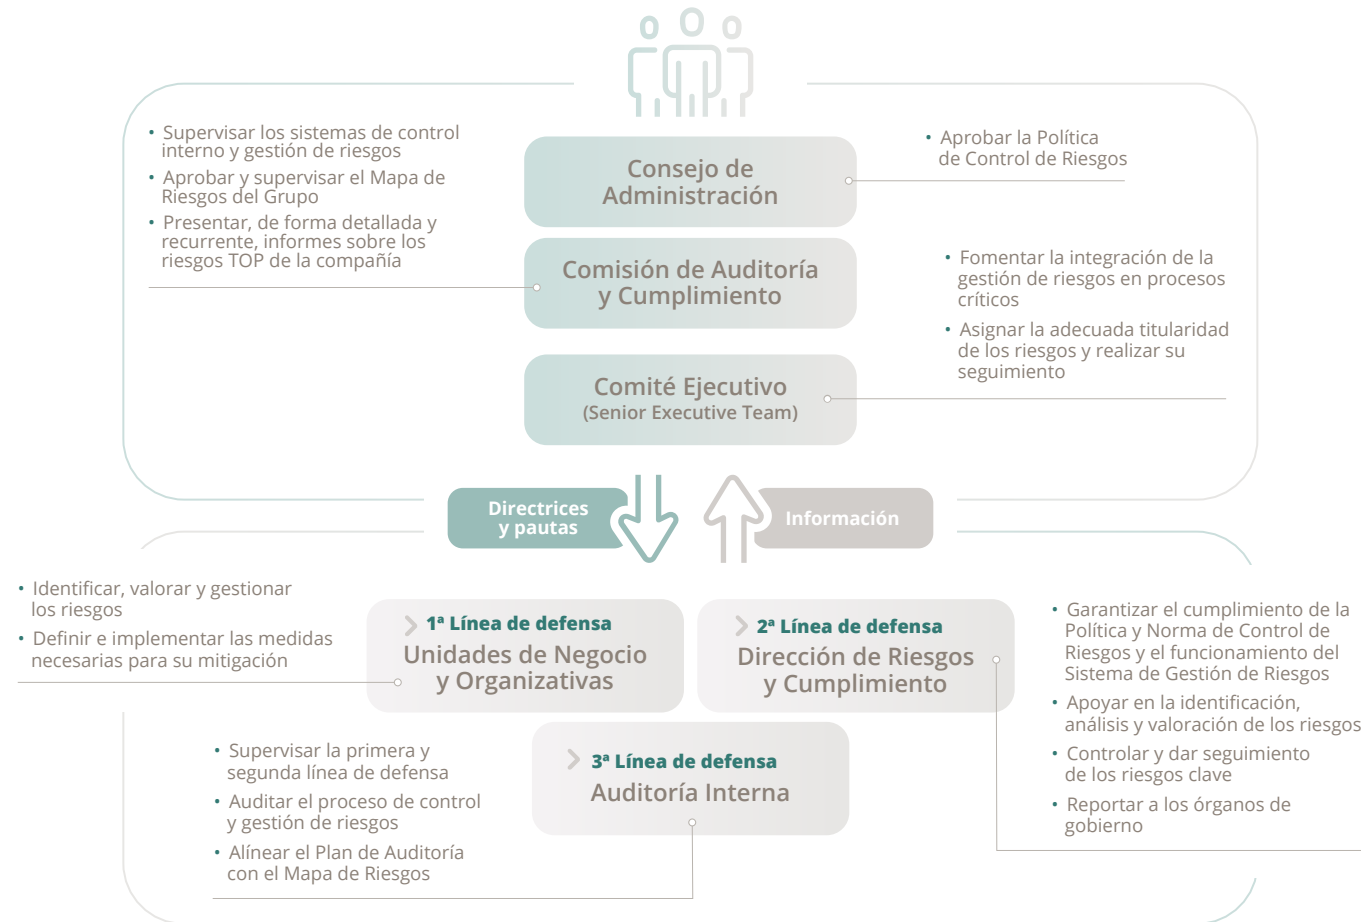 • Supervisar los sistemas de control
interno y gestión de riesgos
• Aprobar y supervisar el Mapa de
Riesgos del Grupo
• Presentar, de forma detallada y
recurrente, informes sobre los
riesgos TOP de la compañía
Consejo de
Administración
• Aprobar la Política
de Control de Riesgos
Comisión de Auditoría
y Cumplimiento
• Fomentar la integración de la
gestión de riesgos en procesos
críticos
• Asignar la adecuada titularidad
de los riesgos y realizar su
seguimiento
Comité Ejecutivo
(Senior Executive Team)
Directrices
y pautas
Información
• Identificar, valorar y gestionar
los riesgos
• Definir e implementar las medidas
necesarias para su mitigación
1ª Línea de defensa
Unidades de Negocio
y Organizativas
2ª Línea de defensa
Dirección de Riesgos
y Cumplimiento
• Garantizar el cumplimiento de la
Política y Norma de Control de
Riesgos y el funcionamiento del
Sistema de Gestión de Riesgos
• Apoyar en la identificación,
análisis y valoración de los riesgos
• Controlar y dar seguimiento
de los riesgos clave
• Reportar a los órganos de
gobierno
• Supervisar la primera y
segunda línea de defensa
• Auditar el proceso de control
y gestión de riesgos
• Alínear el Plan de Auditoría
con el Mapa de Riesgos
3ª Línea de defensa
Auditoría Interna